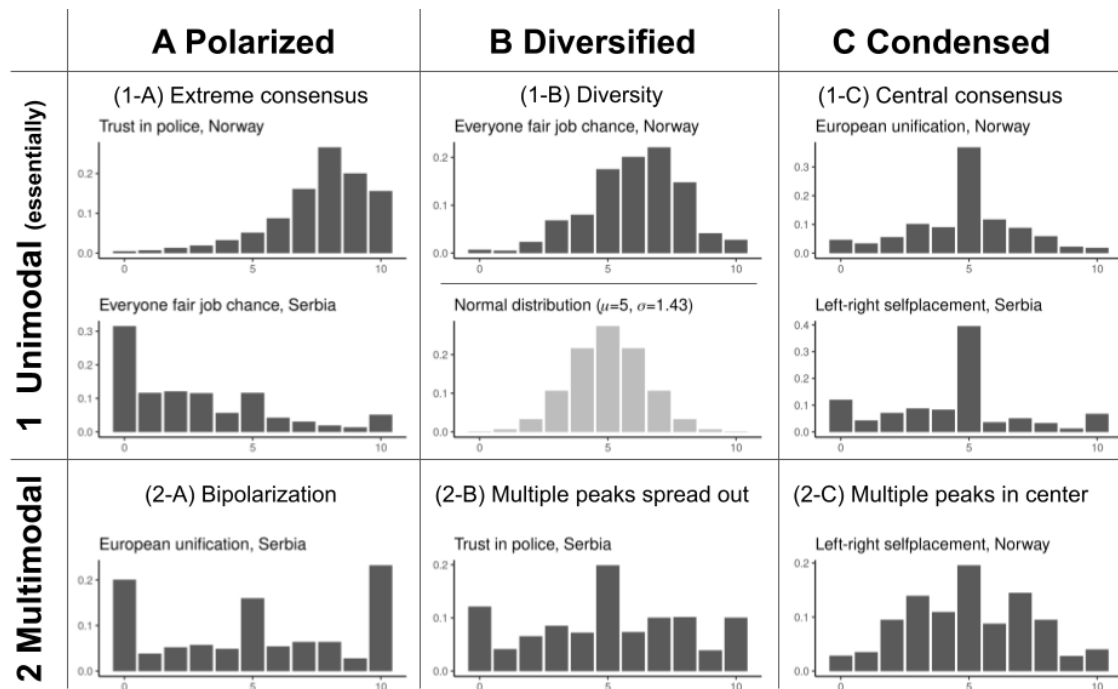 A Polarized
B Diversified
C Condensed
1 Unimodal (essentially)
(1-A) Extreme consensus
Trust in police, Norway
0.2
0.1
0.0
0 5 10
Everyone fair job chance, Serbia
0.3
0.2
0.1
0.0
0 5 10
(1-B) Diversity
Everyone fair job chance, Norway
0.2
0.1
0.0
0 5 10
Normal distribution (μ=5, σ=1.43)
0.2
0.1
0.0
0 5 10
(1-C) Central consensus
European unification, Norway
0.3
0.2
0.1
0.0
0 5 10
Left-right selfplacement, Serbia
0.4
0.3
0.2
0.1
0.0
0 5 10
2 Multimodal
(2-A) Bipolarization
European unification, Serbia
0.2
0.1
0.0
0 5 10
(2-B) Multiple peaks spread out
Trust in police, Serbia
0.2
0.1
0.0
0 5 10
(2-C) Multiple peaks in center
Left-right selfplacement, Norway
0.2
0.1
0.0
0 5 10